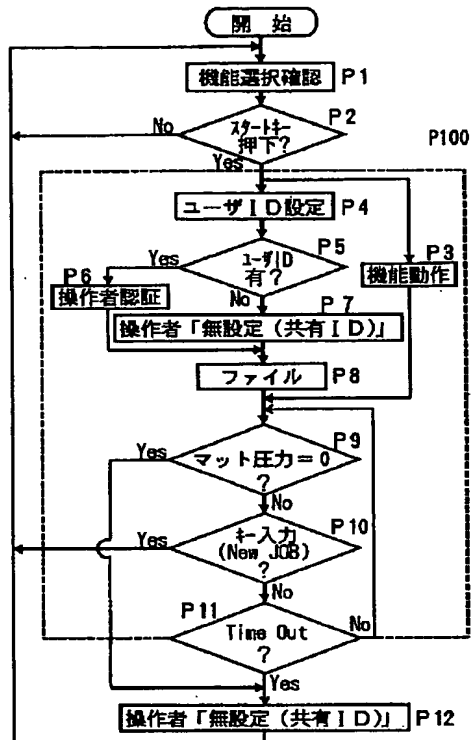 開 始
機能選択確認 P1
No
スタートキー
押下?
P2
Yes
P100
ユーザID設定 P4
P3
機能動作
Yes
ユーザID
有?
P5
P6
操作者認証
No
P7
操作者「無設定(共有ID)」
ファイル P8
Yes
マット圧力=0
?
P9
No
Yes
キー入力
(New JOB)
?
P10
No
P11
Time Out
?
No
Yes
操作者「無設定(共有ID)」 P12